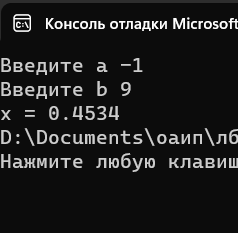 Консоль отладки Microsoft
Введите a -1
Введите b 9
x = 0.4534
D:\Documents\оаип\лб
Нажмите любую клавиш